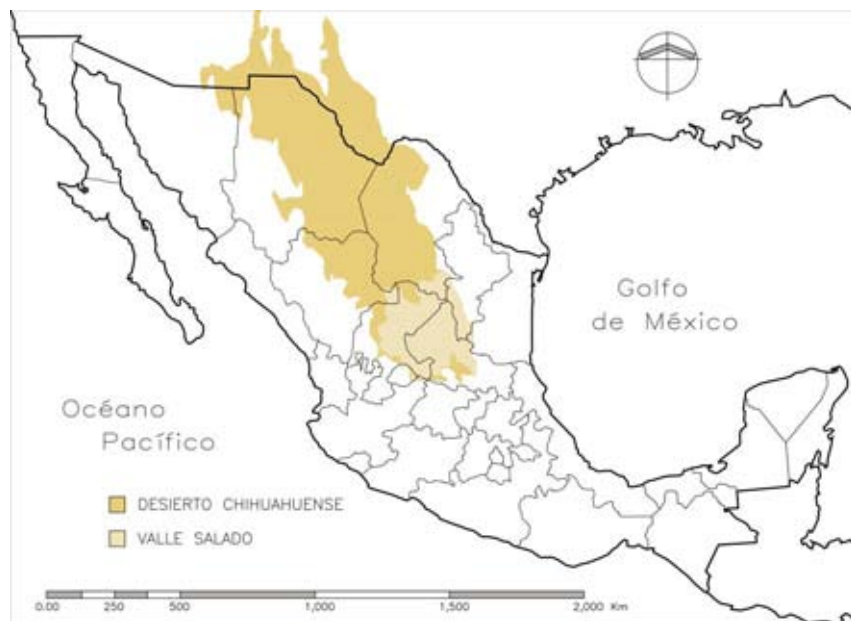 Golfo
de México
Océano
Pacífico
DESIERTO CHIHUAHUENSE
VALLE SALADO
0.00 250 500 1,000 1,500 2,000 Km